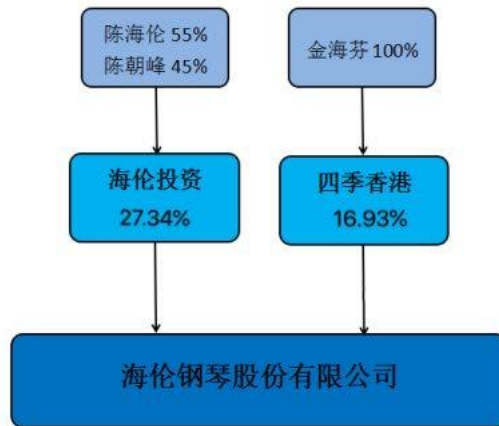 陈海伦 55%
陈朝峰 45%
金海芬 100%
海伦投资
27.34%
四季香港
16.93%
海伦钢琴股份有限公司